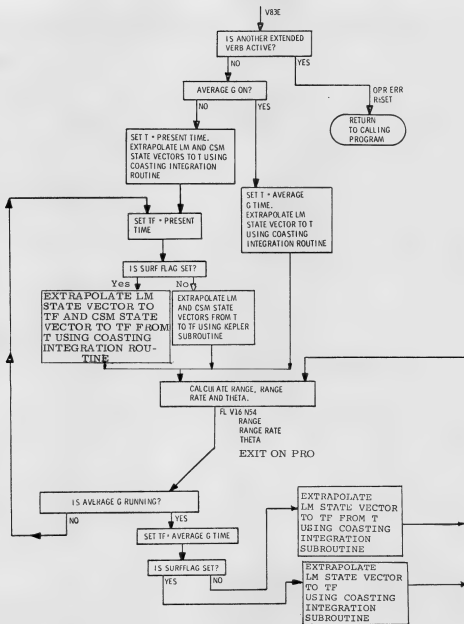 V83E
IS ANOTHER EXTENDED
VERB ACTIVE?
NO
YES
AVERAGE G ON?
OPR ERR
RESET
NO
YES
RETURN
TO CALLING
PROGRAM
SET T = PRESENT TIME.
EXTRAPOLATE LM AND CSM
STATE VECTORS TO T USING
COASTING INTEGRATION
ROUTINE
SET T = AVERAGE
G TIME.
EXTRAPOLATE LM
STATE VECTOR TO T
USING COASTING
INTEGRATION ROUTINE
SET TF = PRESENT
TIME
IS SURF FLAG SET?
Yes
No
EXTRAPOLATE LM
STATE VECTOR TO
TF AND CSM STATE
VECTOR TO TF FROM
T USING COASTING
INTEGRATION ROU-
TINE
EXTRAPOLATE LM
AND CSM STATE
VECTORS FROM T
TO TF USING KEPLER
SUBROUTINE
CALCULATE RANGE, RANGE
RATE AND THETA.
FL V16 N54
RANGE
RANGE RATE
THETA
EXIT ON PRO
IS AVERAGE G RUNNING?
NO
YES
SET TF = AVERAGE G TIME
IS SURFFLAG SET?
YES
NO
EXTRAPOLATE
LM STATE VECTOR
TO TF FROM T
USING COASTING
INTEGRATION
SUBROUTINE
EXTRAPOLATE
LM STATE VECTOR
TO TF
USING COASTING
INTEGRATION
SUBROUTINE